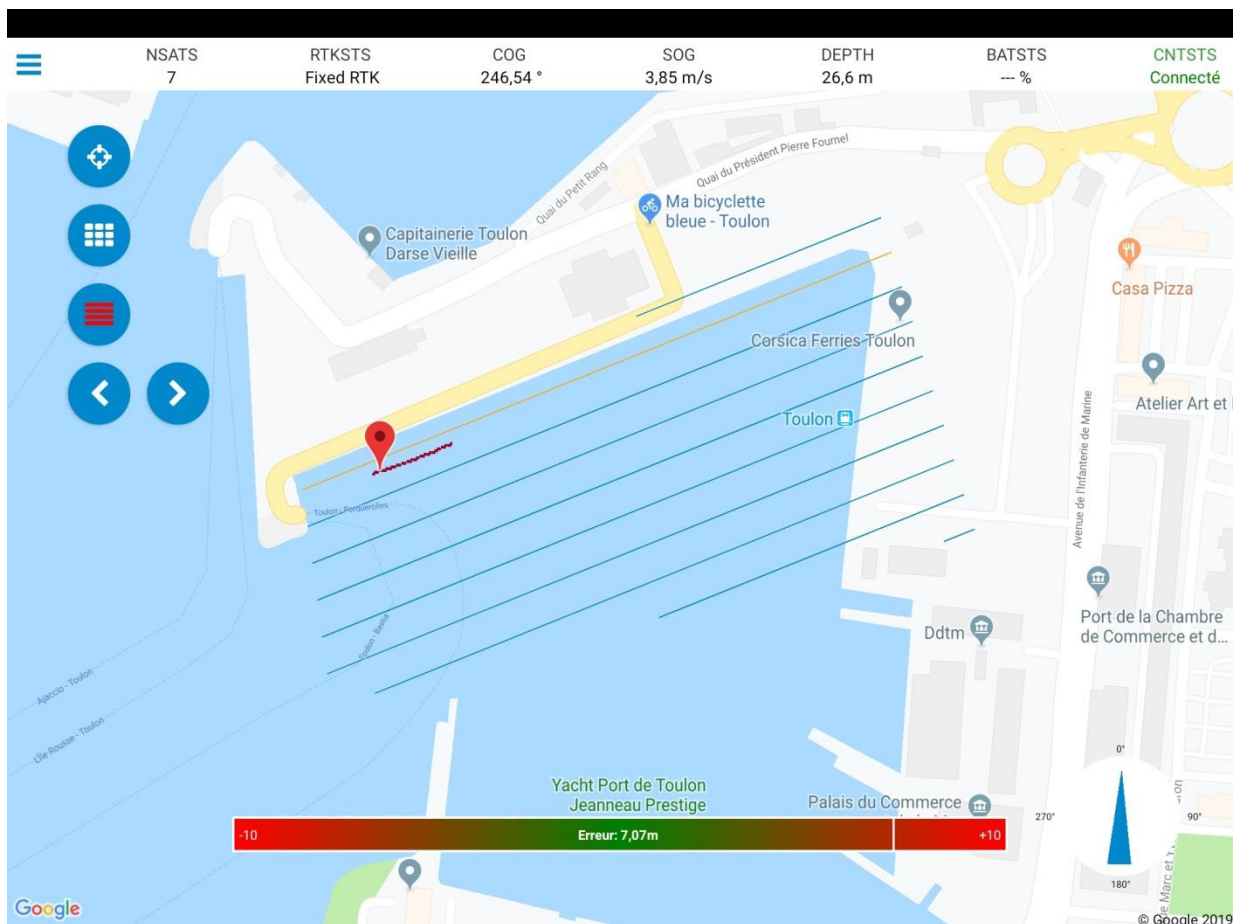 NSATS RTKSTS COG SOG DEPTH BATSTS CNTSTS
7 Fixed RTK 246,54 ° 3,85 m/s 26,6 m --- % Connecté
Quai du Président Pierre Fournel
Quai du Petit Rang
Ma bicyclette
bleue - Toulon
Capitainerie Toulon
Darse Vieille
Casa Pizza
Corsica Ferries Toulon
Atelier Art et
Toulon
Avenue de l'Infanterie de Marine
Toulon - Porquerolles
Port de la Chambre
de Commerce et d...
Ddtm
Toulon - Bastia
Ajaccio - Toulon
L'Île Rousse - Toulon
Yacht Port de Toulon
Jeanneau Prestige
Palais du Commerce
0°
270° 90°
180°
-10 Erreur: 7,07m +10
Google
© Google 2019